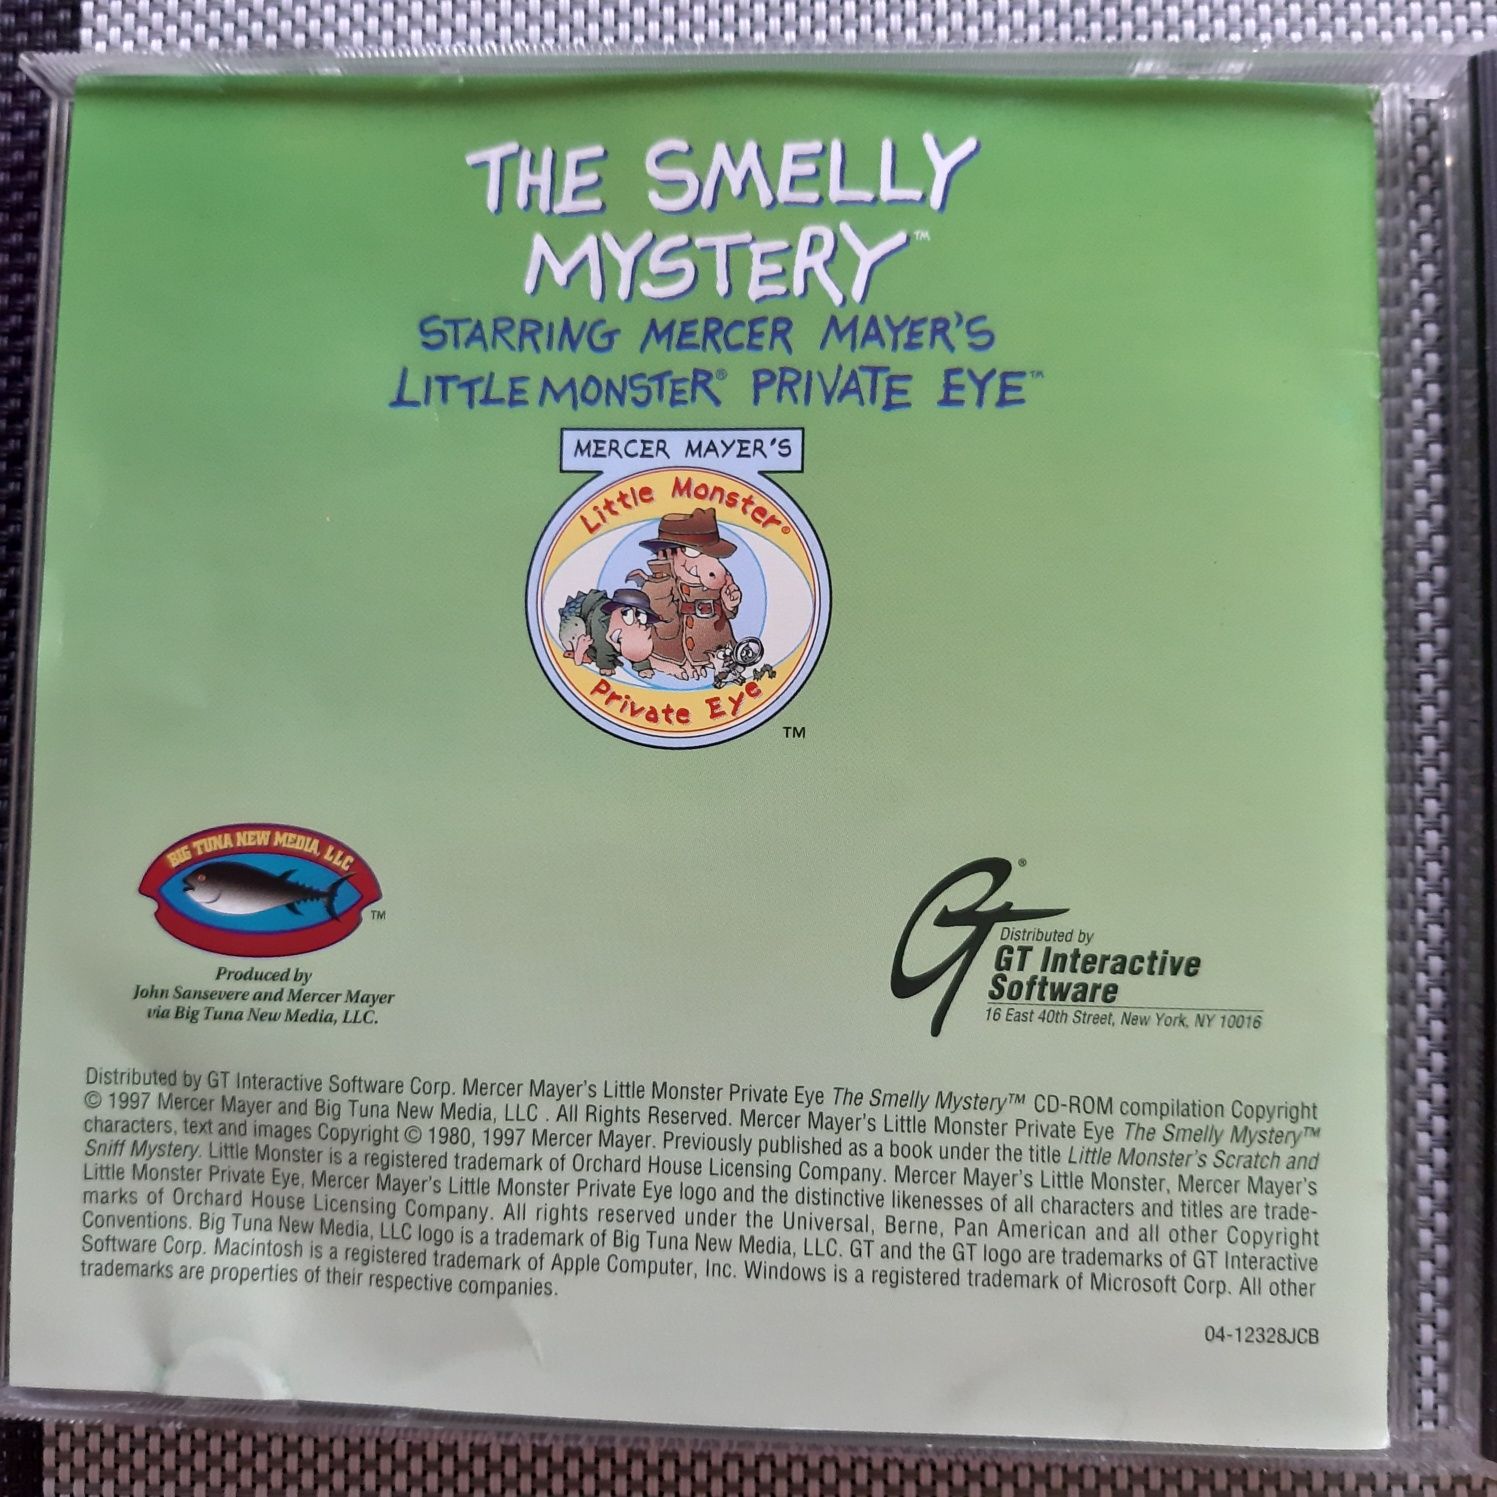 THE SMELLY
MYSTERY™
STARRING MERCER MAYER'S
LITTLE MONSTER® PRIVATE EYE™
MERCER MAYER'S
Little Monster®
Private Eye
TM
BIG TUNA NEW MEDIA, LLC
TM
Produced by
John Sansevere and Mercer Mayer
via Big Tuna New Media, LLC.
GT®
Distributed by
GT Interactive
Software
16 East 40th Street, New York, NY 10016
Distributed by GT Interactive Software Corp. Mercer Mayer's Little Monster Private Eye The Smelly Mystery™ CD-ROM compilation Copyright
© 1997 Mercer Mayer and Big Tuna New Media, LLC . All Rights Reserved. Mercer Mayer's Little Monster Private Eye The Smelly Mystery™
characters, text and images Copyright © 1980, 1997 Mercer Mayer. Previously published as a book under the title Little Monster's Scratch and
Sniff Mystery. Little Monster is a registered trademark of Orchard House Licensing Company. Mercer Mayer's Little Monster, Mercer Mayer's
Little Monster Private Eye, Mercer Mayer's Little Monster Private Eye logo and the distinctive likenesses of all characters and titles are trade-
marks of Orchard House Licensing Company. All rights reserved under the Universal, Berne, Pan American and all other Copyright
Conventions. Big Tuna New Media, LLC logo is a trademark of Big Tuna New Media, LLC. GT and the GT logo are trademarks of GT Interactive
Software Corp. Macintosh is a registered trademark of Apple Computer, Inc. Windows is a registered trademark of Microsoft Corp. All other
trademarks are properties of their respective companies.
04-12328JCB